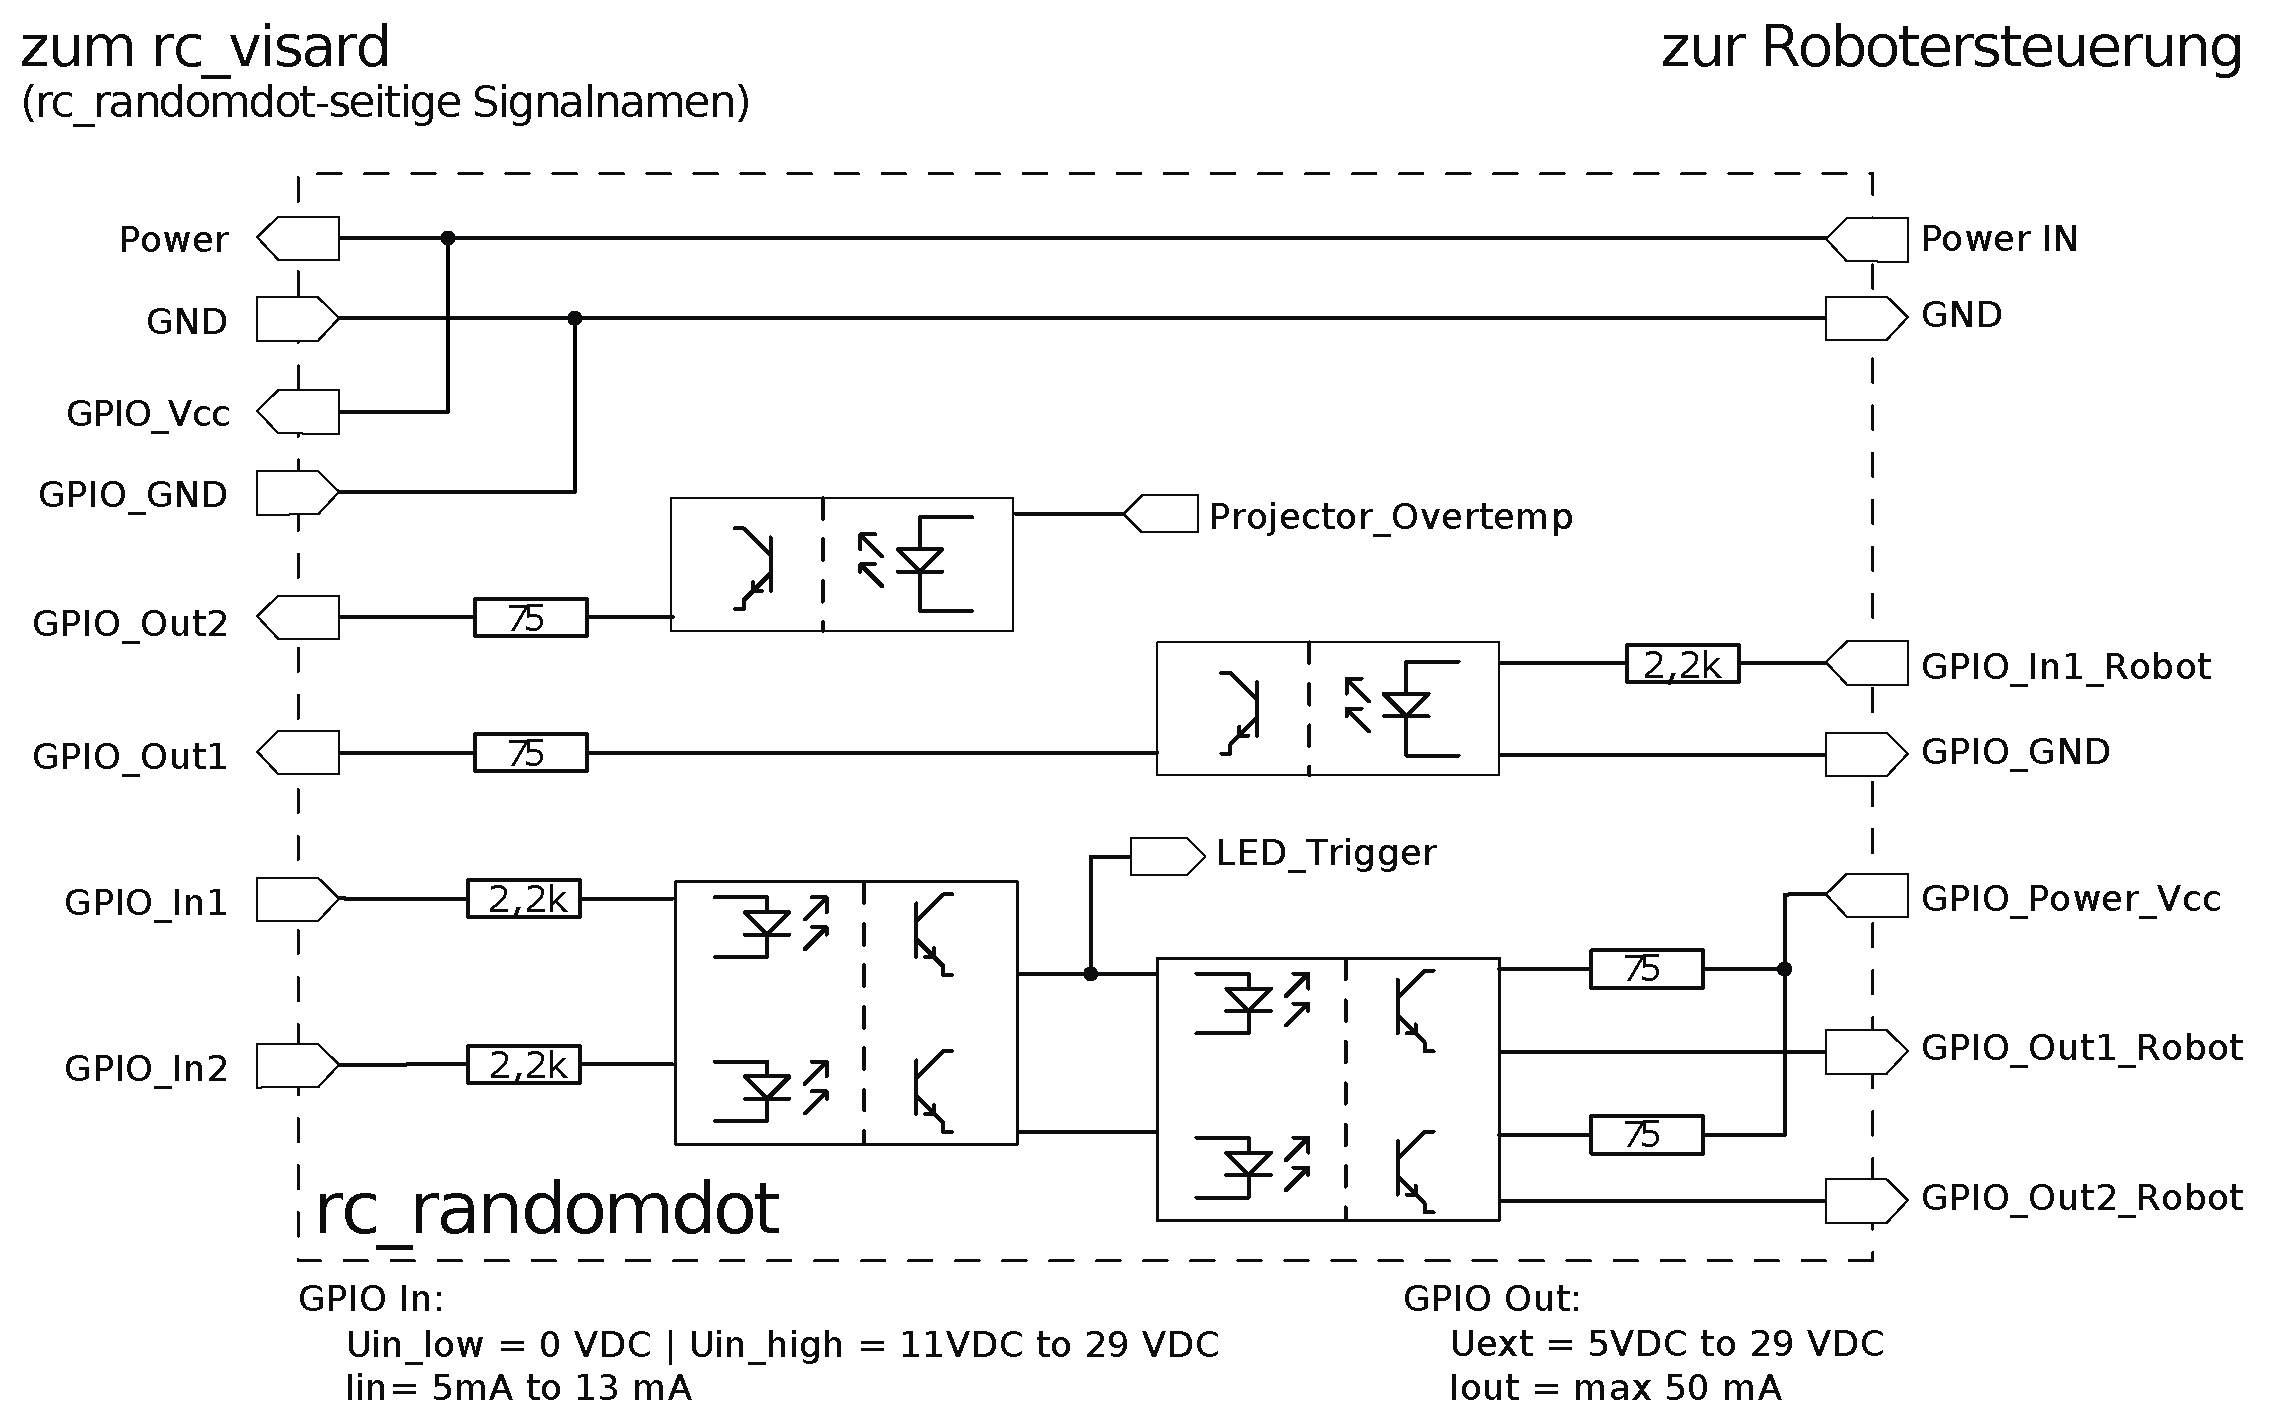 zum rc_visard
(rc_randomdot-seitige Signalnamen)
zur Robotersteuerung
Power
Power IN
GND
GND
GPIO_Vcc
GPIO_GND
Projector_Overtemp
GPIO_Out2
75
2,2k
GPIO_In1_Robot
GPIO_Out1
75
GPIO_GND
LED_Trigger
GPIO_In1
2,2k
GPIO_Power_Vcc
75
GPIO_Out1_Robot
GPIO_In2
2,2k
75
GPIO_Out2_Robot
rc_randomdot
GPIO In:
Uin_low = 0 VDC | Uin_high = 11VDC to 29 VDC
Iin= 5mA to 13 mA
GPIO Out:
Uext = 5VDC to 29 VDC
Iout = max 50 mA